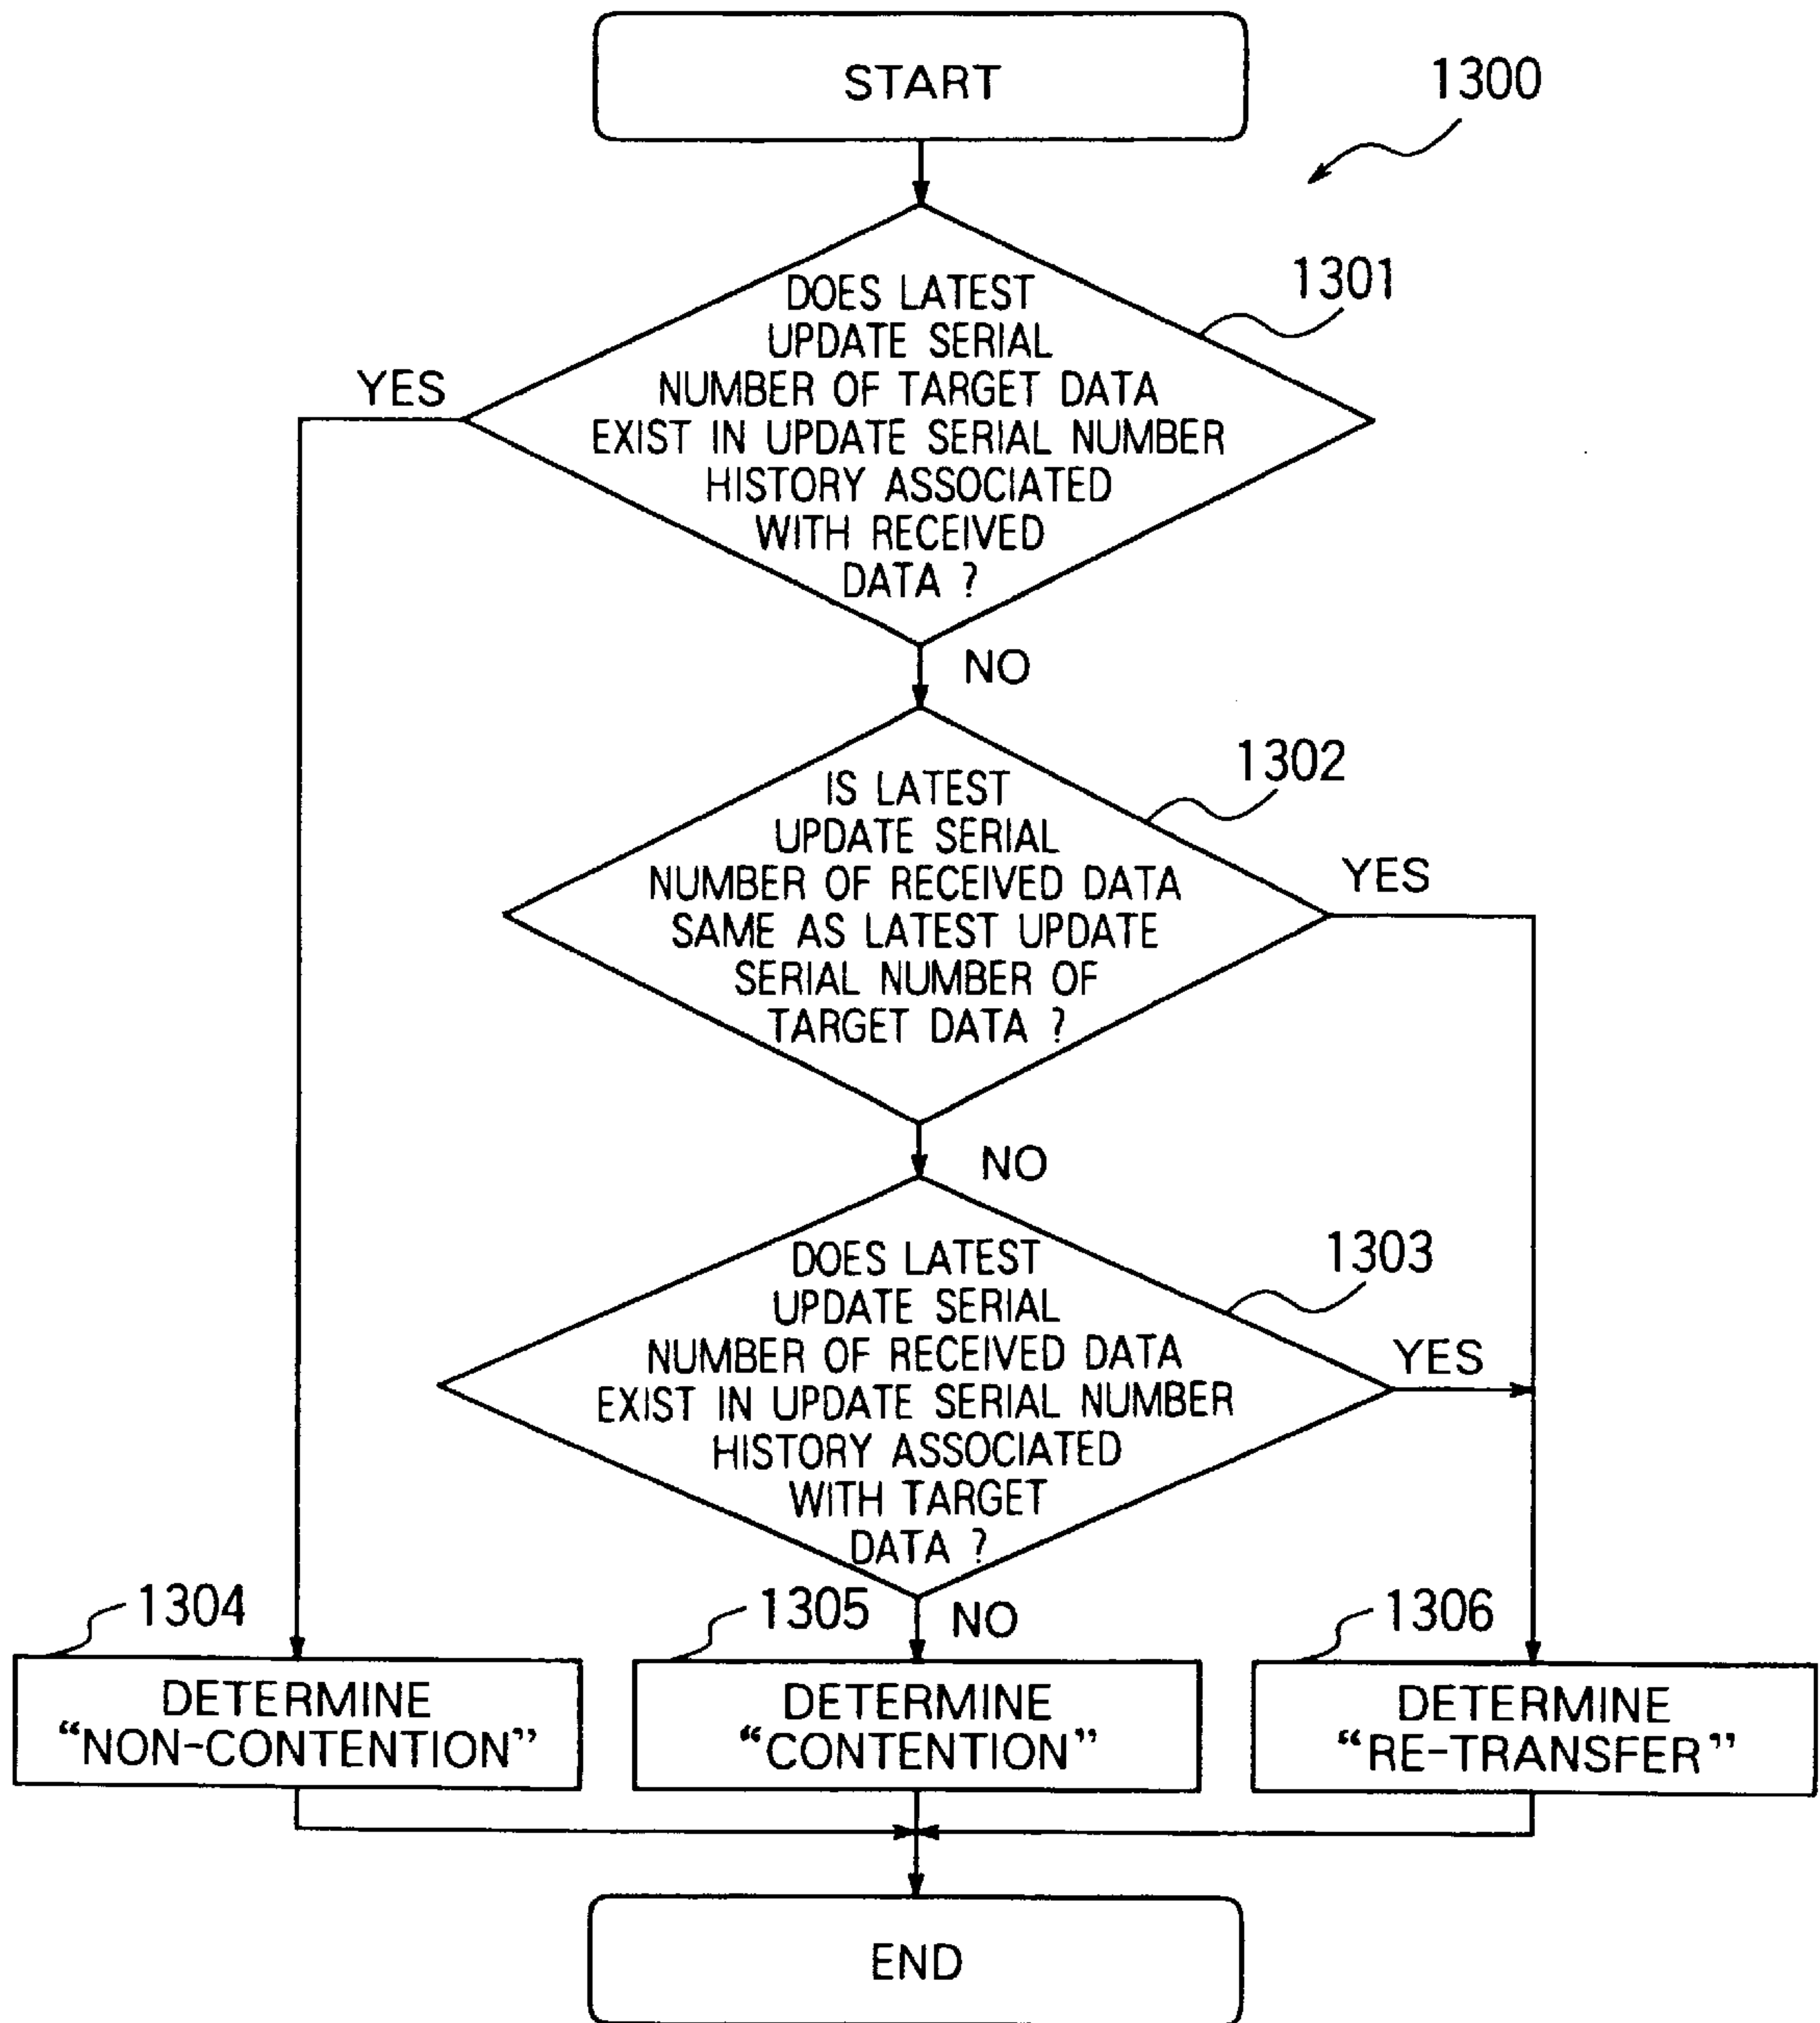 START
1300
DOES LATEST
UPDATE SERIAL
NUMBER OF TARGET DATA
EXIST IN UPDATE SERIAL NUMBER
HISTORY ASSOCIATED
WITH RECEIVED
DATA ?
1301
YES
NO
IS LATEST
UPDATE SERIAL
NUMBER OF RECEIVED DATA
SAME AS LATEST UPDATE
SERIAL NUMBER OF
TARGET DATA ?
1302
YES
NO
DOES LATEST
UPDATE SERIAL
NUMBER OF RECEIVED DATA
EXIST IN UPDATE SERIAL NUMBER
HISTORY ASSOCIATED
WITH TARGET
DATA ?
1303
YES
NO
1304
DETERMINE
“NON-CONTENTION”
1305
DETERMINE
“CONTENTION”
1306
DETERMINE
“RE-TRANSFER”
END